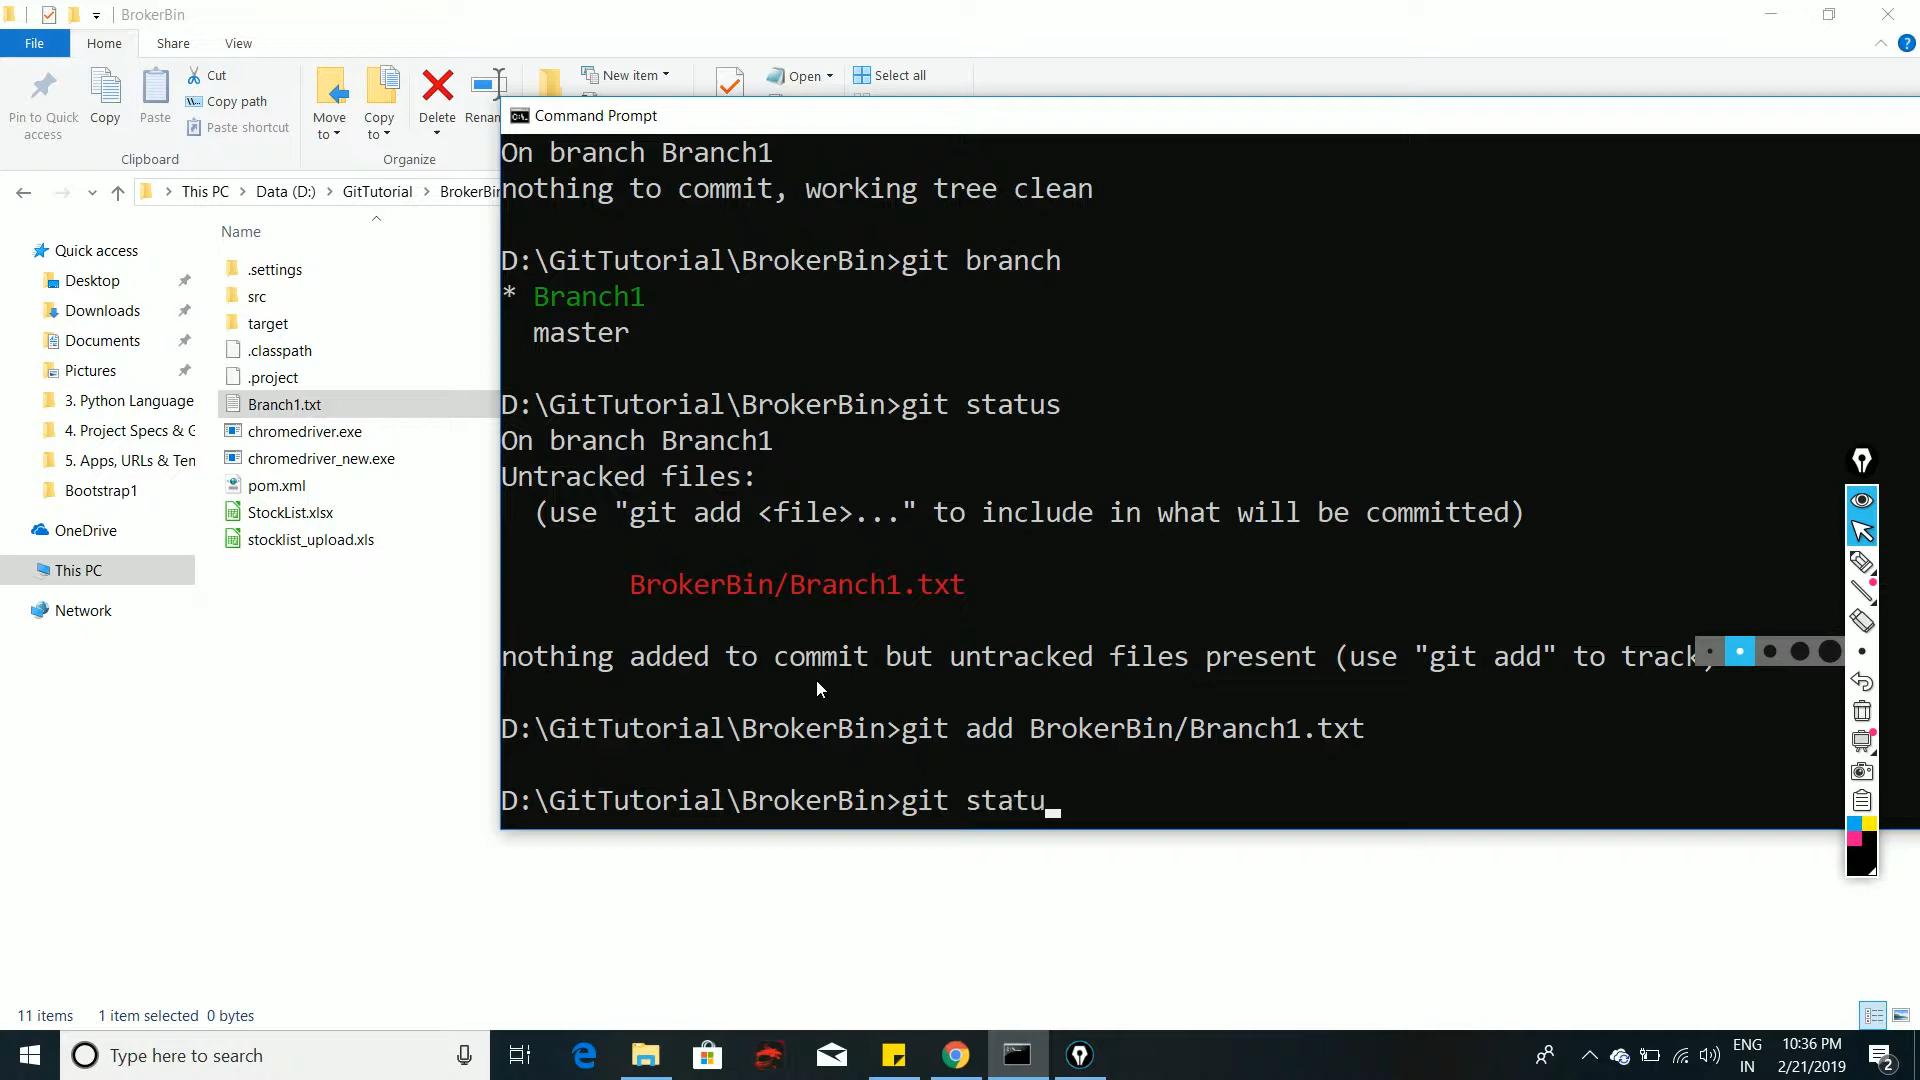 BrokerBin
File
Home
Share
View
Cut
Copy path
Paste shortcut
Pin to Quick access
Copy
Paste
Clipboard
Move to
Copy to
Delete
Organize
New item
Open
Select all
This PC
Data (D:)
GitTutorial
Name
Quick access
Desktop
Downloads
Documents
Pictures
3. Python Language
4. Project Specs &
5. Apps, URLs &
Bootstrap1
OneDrive
This PC
Network
.settings
src
target
.classpath
.project
Branch1.txt
chromedriver.exe
chromedriver_new.exe
pom.xml
StockList.xlsx
stocklist_upload.xls
Command Prompt
On branch Branch1
nothing to commit, working tree clean
D:\GitTutorial\BrokerBin>git branch
* Branch1
master
D:\GitTutorial\BrokerBin>git status
On branch Branch1
Untracked files:
(use "git add <file>..." to include in what will be committed)
BrokerBin/Branch1.txt
nothing added to commit but untracked files present (use "git add" to track)
D:\GitTutorial\BrokerBin>git add BrokerBin/Branch1.txt
D:\GitTutorial\BrokerBin>git statu
11 items
1 item selected 0 bytes
Type here to search
ENG
IN
10:36 PM
2/21/2019
2